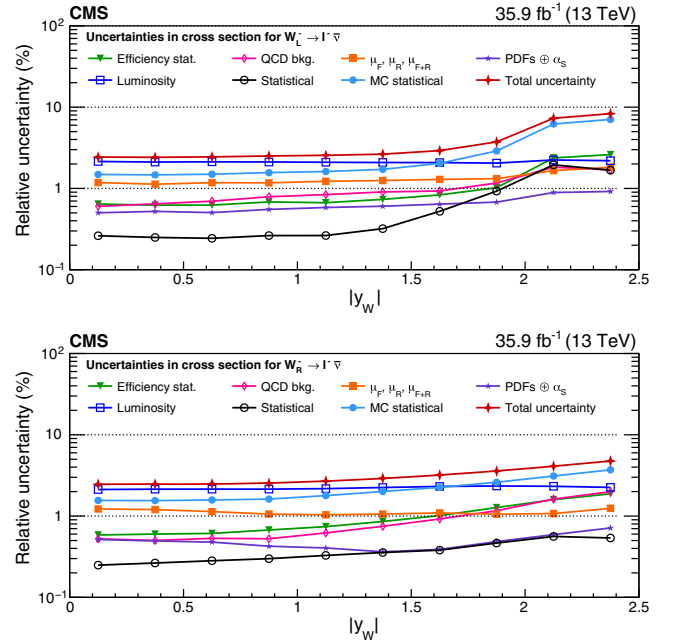 CMS 35.9 fb⁻¹ (13 TeV)
Uncertainties in cross section for W⁻_L → l⁻ ν̄
Efficiency stat. QCD bkg. μ_F, μ_R, μ_F+R PDFs ⊕ α_S
Luminosity Statistical MC statistical Total uncertainty
Relative uncertainty (%)
10²
10
1
10⁻¹
0 0.5 1 1.5 2 2.5
|y_W|
CMS 35.9 fb⁻¹ (13 TeV)
Uncertainties in cross section for W⁻_R → l⁻ ν̄
Efficiency stat. QCD bkg. μ_F, μ_R, μ_F+R PDFs ⊕ α_S
Luminosity Statistical MC statistical Total uncertainty
Relative uncertainty (%)
10²
10
1
10⁻¹
0 0.5 1 1.5 2 2.5
|y_W|